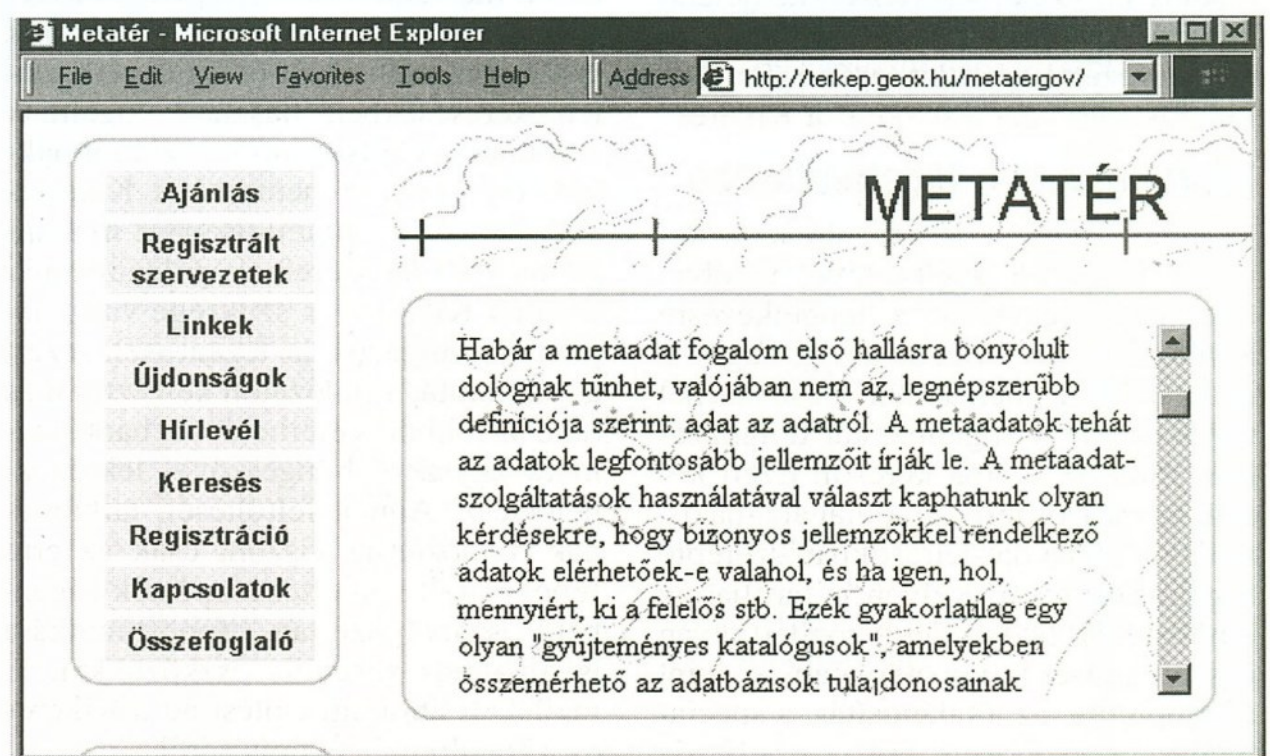 Metatér - Microsoft Internet Explorer
File Edit View Favorites Tools Help Address http://terkep.geox.hu/metatergov/
METATÉR
Ajánlás
Regisztrált
szervezetek
Linkek
Újdonságok
Hírlevél
Keresés
Regisztráció
Kapcsolatok
Összefoglaló
Habár a metaadat fogalom első hallásra bonyolult
dolognak tűnhet, valójában nem az, legnépszerűbb
definíciója szerint: adat az adatról. A metaadatok tehát
az adatok legfontosabb jellemzőit írják le. A metaadat-
szolgáltatások használatával választ kaphatunk olyan
kérdésekre, hogy bizonyos jellemzőkkel rendelkező
adatok elérhetőek-e valahol, és ha igen, hol,
mennyiért, ki a felelős stb. Ezek gyakorlatilag egy
olyan "gyűjteményes katalógusok", amelyekben
összemérhető az adatbázisok tulajdonosainak